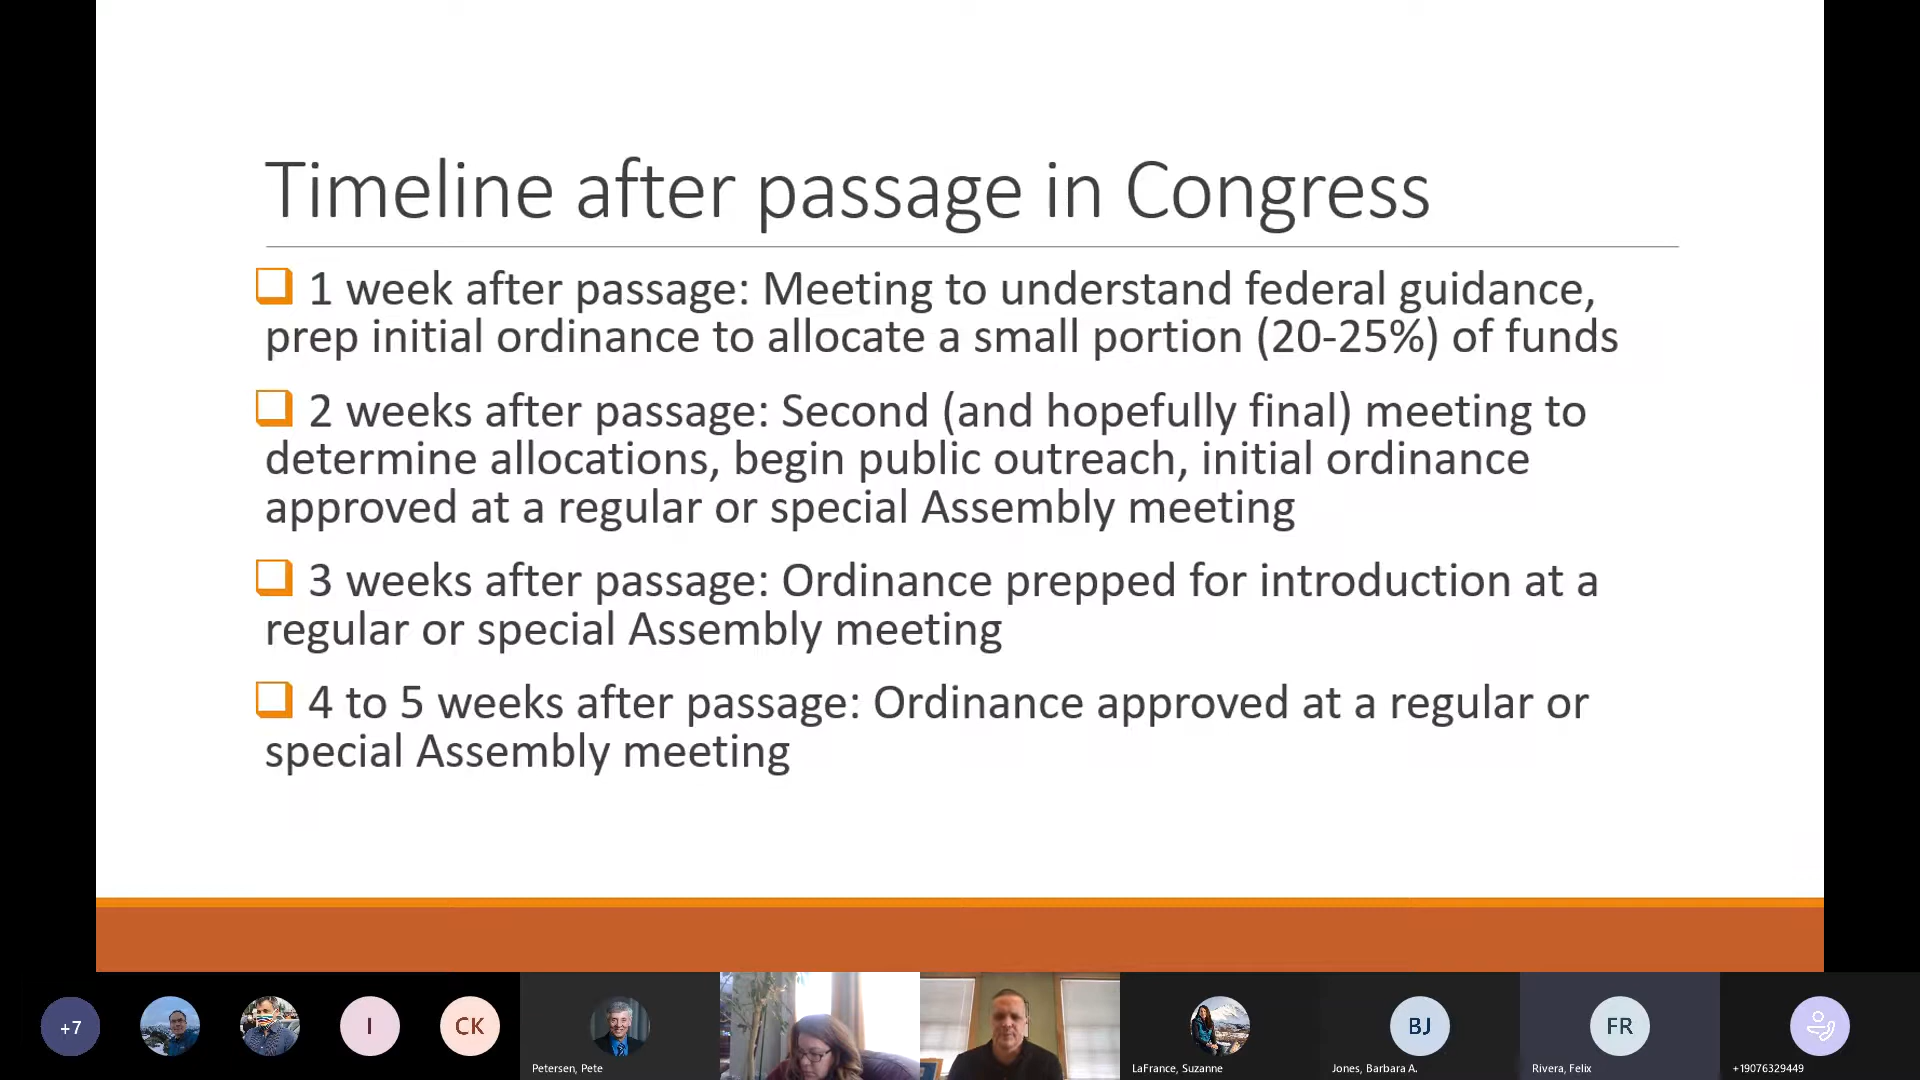 Timeline after passage in Congress
1 week after passage: Meeting to understand federal guidance,
prep initial ordinance to allocate a small portion (20-25%) of funds
2 weeks after passage: Second (and hopefully final) meeting to
determine allocations, begin public outreach, initial ordinance
approved at a regular or special Assembly meeting
3 weeks after passage: Ordinance prepped for introduction at a
regular or special Assembly meeting
4 to 5 weeks after passage: Ordinance approved at a regular or
special Assembly meeting
+7
I
CK
BJ
FR
Petersen, Pete
LaFrance, Suzanne
Jones, Barbara A.
Rivera, Felix
+19076329449